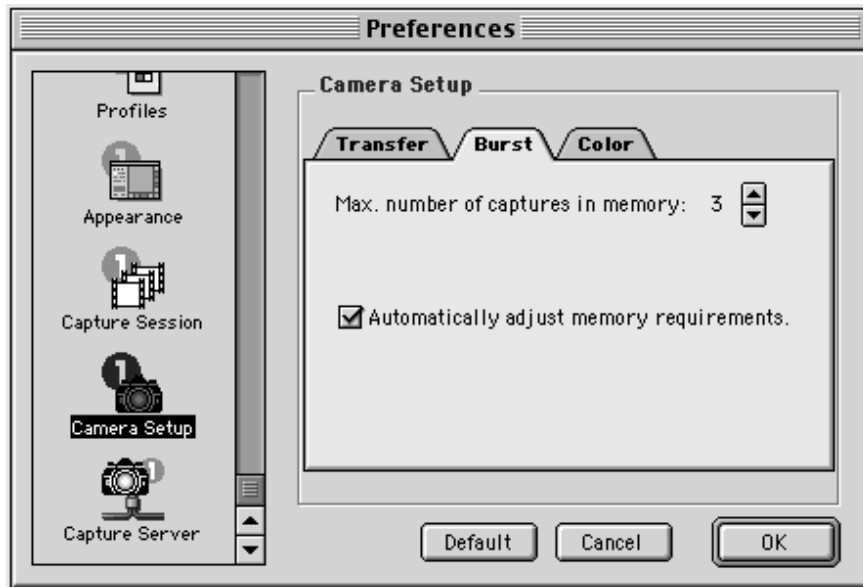 Preferences
Profiles
Appearance
Capture Session
Camera Setup
Capture Server
Camera Setup
Transfer
Burst
Color
Max. number of captures in memory: 3
Automatically adjust memory requirements.
Default
Cancel
OK